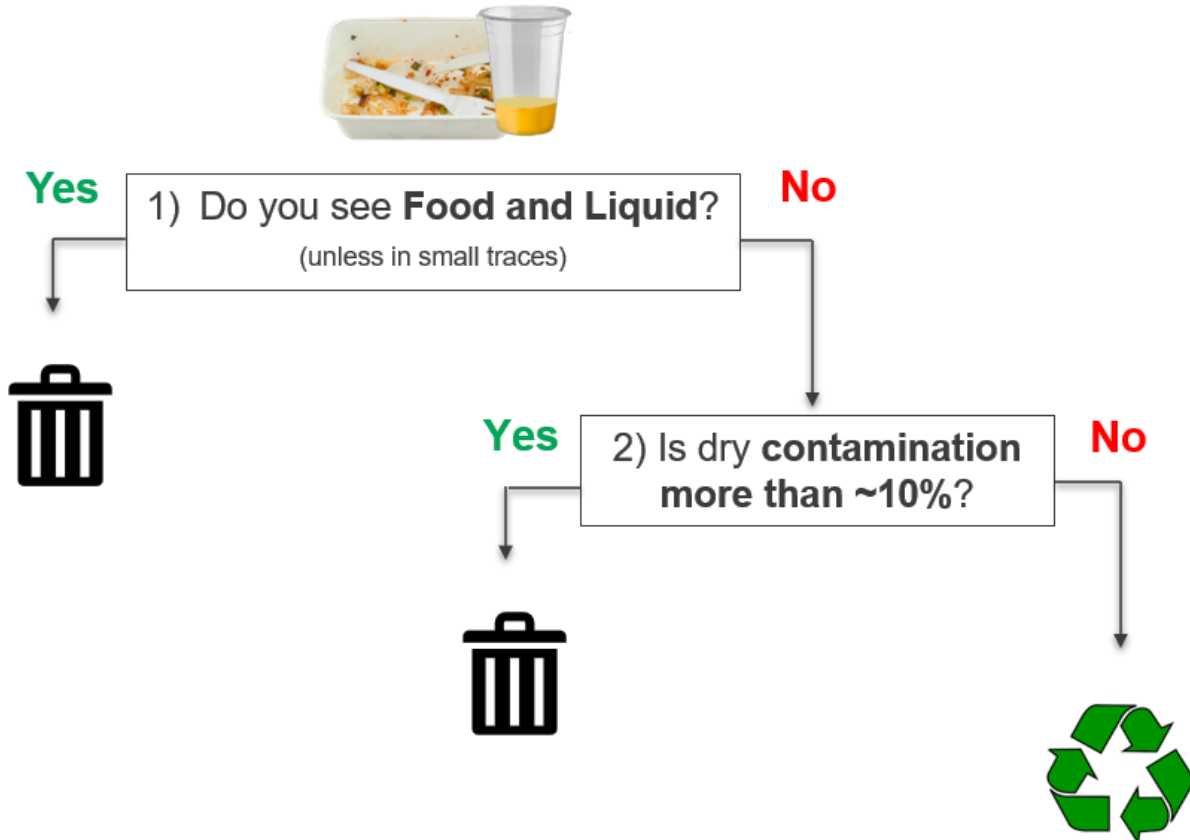 Yes
1) Do you see Food and Liquid?
No
(unless in small traces)
Yes
2) Is dry contamination
No
more than ~10%?